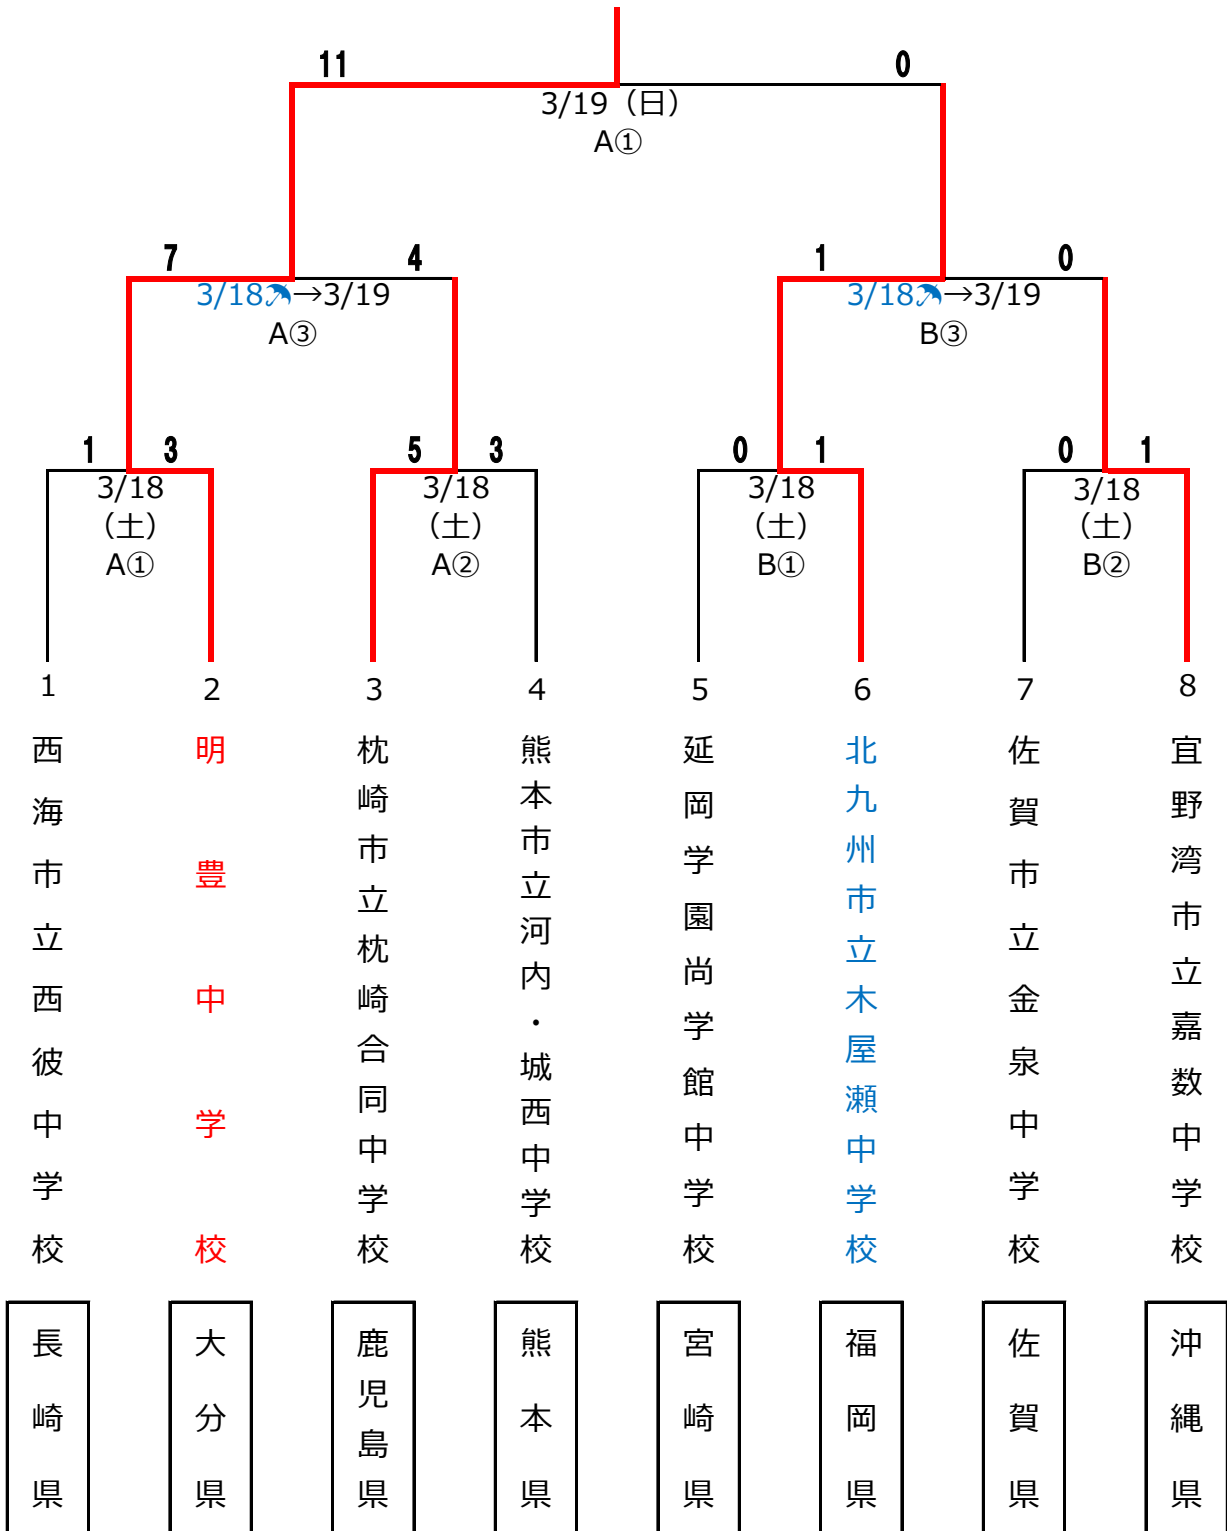 11
0
3/19（日）
A①
7
4
1
0
3/18☂→3/19
3/18☂→3/19
A③
B③
1
3
5
3
0
1
0
1
3/18
（土）
A①
3/18
（土）
A②
3/18
（土）
B①
3/18
（土）
B②
1
西海市立西彼中学校
長崎県
2
明豊中学校
大分県
3
枕崎市立枕崎合同中学校
鹿児島県
4
熊本市立河内・城西中学校
熊本県
5
延岡学園尚学館中学校
宮崎県
6
北九州市立木屋瀬中学校
福岡県
7
佐賀市立金泉中学校
佐賀県
8
宜野湾市立嘉数中学校
沖縄県